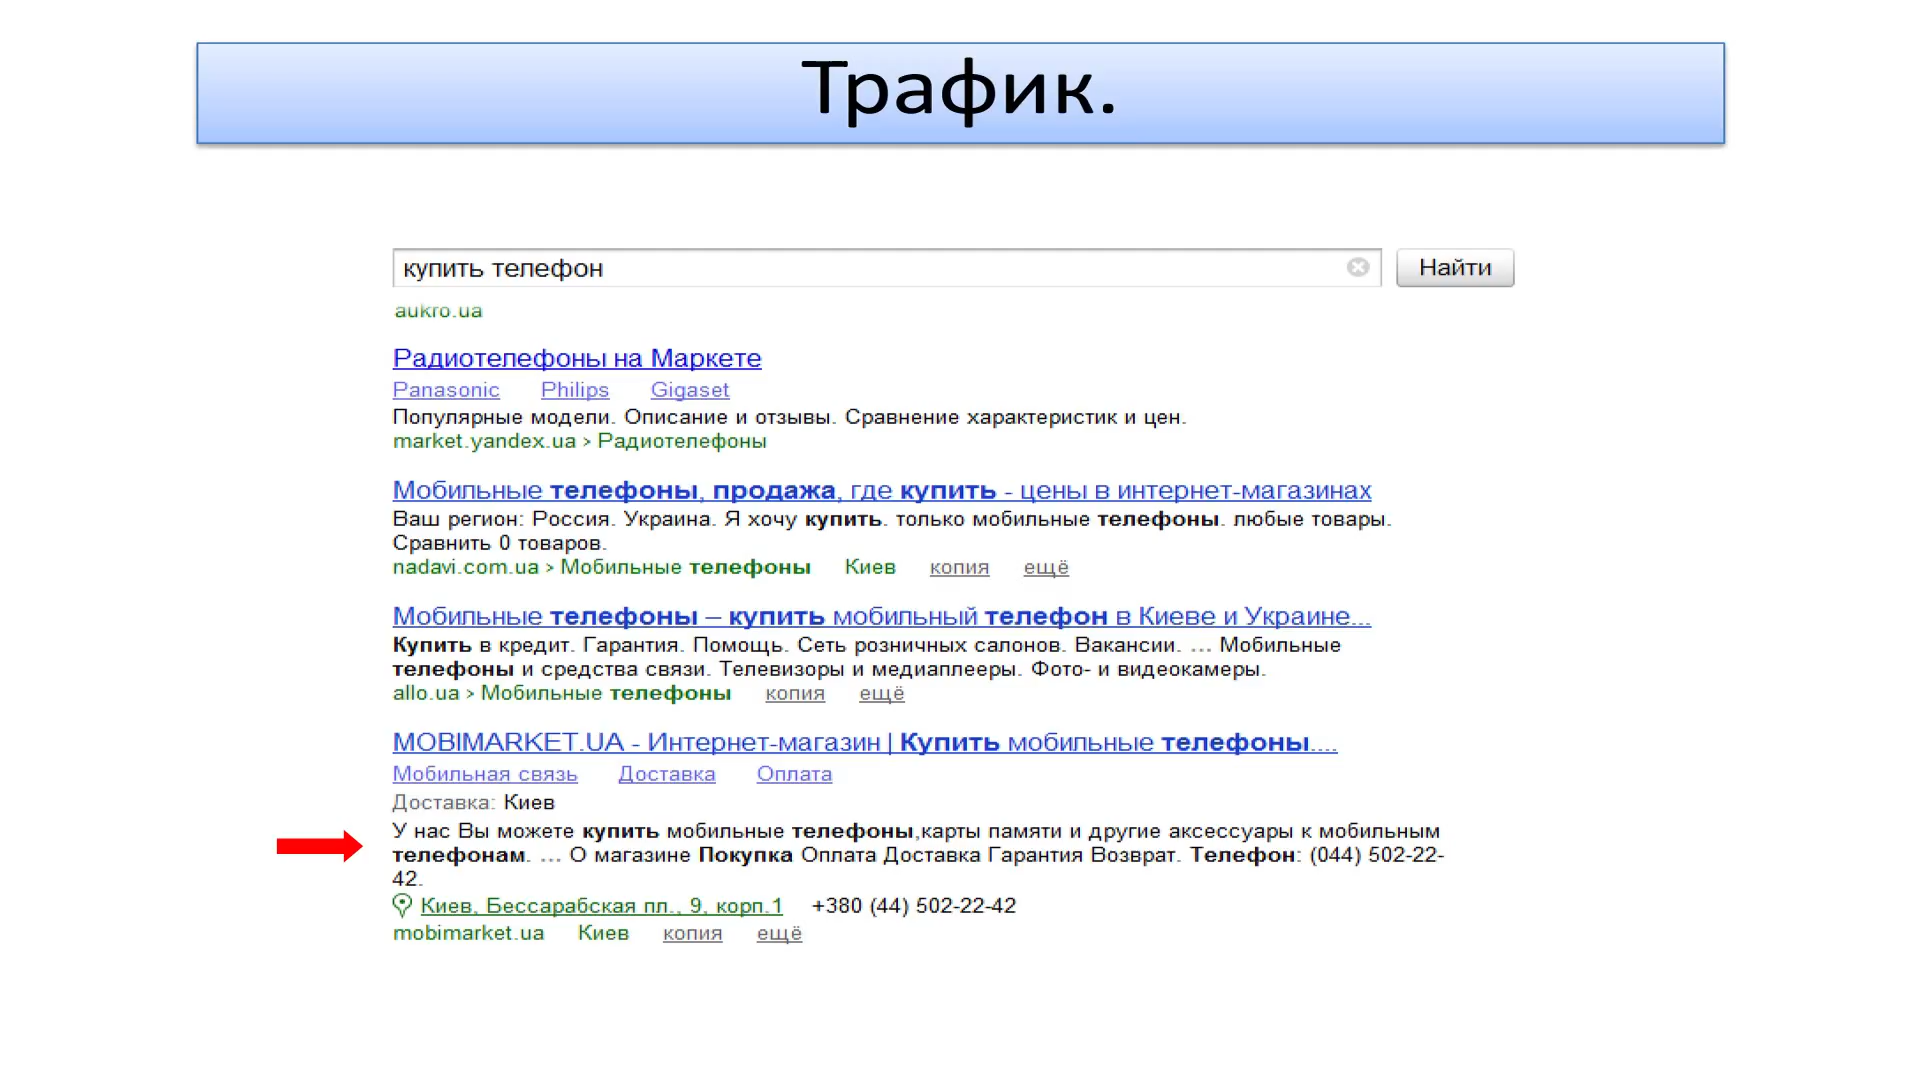 Трафик.
купить телефон
Найти
aukro.ua
Радиотелефоны на Маркете
Panasonic Philips Gigaset
Популярные модели. Описание и отзывы. Сравнение характеристик и цен.
market.yandex.ua › Радиотелефоны
Мобильные телефоны, продажа, где купить - цены в интернет-магазинах
Ваш регион: Россия. Украина. Я хочу купить. только мобильные телефоны. любые товары.
Сравнить 0 товаров.
nadavi.com.ua › Мобильные телефоны Киев копия ещё
Мобильные телефоны – купить мобильный телефон в Киеве и Украине...
Купить в кредит. Гарантия. Помощь. Сеть розничных салонов. Вакансии. ... Мобильные
телефоны и средства связи. Телевизоры и медиаплееры. Фото- и видеокамеры.
allo.ua › Мобильные телефоны копия ещё
MOBIMARKET.UA - Интернет-магазин | Купить мобильные телефоны....
Мобильная связь Доставка Оплата
Доставка: Киев
У нас Вы можете купить мобильные телефоны,карты памяти и другие аксессуары к мобильным
телефонам. ... О магазине Покупка Оплата Доставка Гарантия Возврат. Телефон: (044) 502-22-
42.
Киев, Бессарабская пл., 9, корп.1 +380 (44) 502-22-42
mobimarket.ua Киев копия ещё